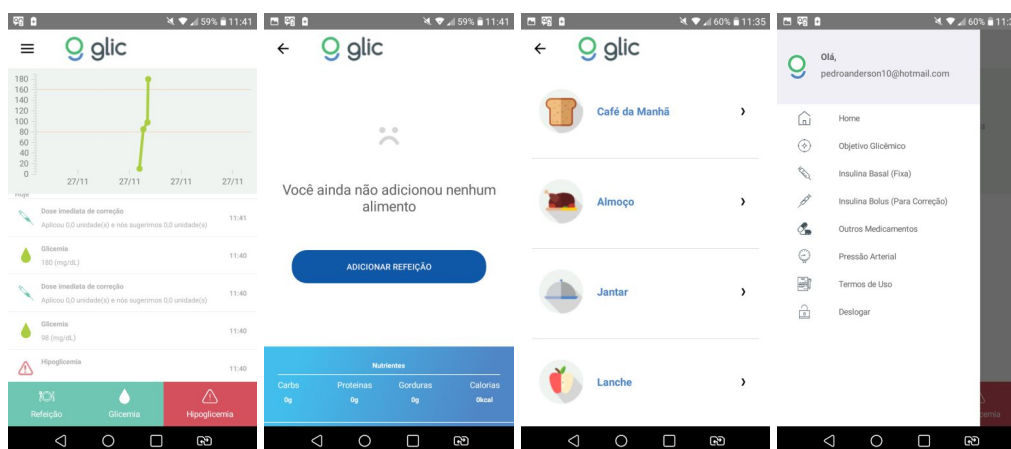 59% 11:41
glic
180
160
140
120
100
80
60
40
20
0
27/11 27/11 27/11 27/11
Hoje
Dose imediata de correção
Aplicou 0,0 unidade(s) e nós sugerimos 0,0 unidade(s)
11:41
Glicemia
180 (mg/dL)
11:40
Dose imediata de correção
Aplicou 0,0 unidade(s) e nós sugerimos 0,0 unidade(s)
11:40
Glicemia
98 (mg/dL)
11:40
Hipoglicemia
11:40
Refeição Glicemia Hipoglicemia
59% 11:41
glic
Você ainda não adicionou nenhum
alimento
ADICIONAR REFEIÇÃO
Nutrientes
Carbs Proteínas Gorduras Calorias
0g 0g 0g 0kcal
60% 11:35
glic
Café da Manhã
Almoço
Jantar
Lanche
60%
Olá,
pedroanderson10@hotmail.com
Home
Objetivo Glicêmico
Insulina Basal (Fixa)
Insulina Bolus (Para Correção)
Outros Medicamentos
Pressão Arterial
Termos de Uso
Deslogar